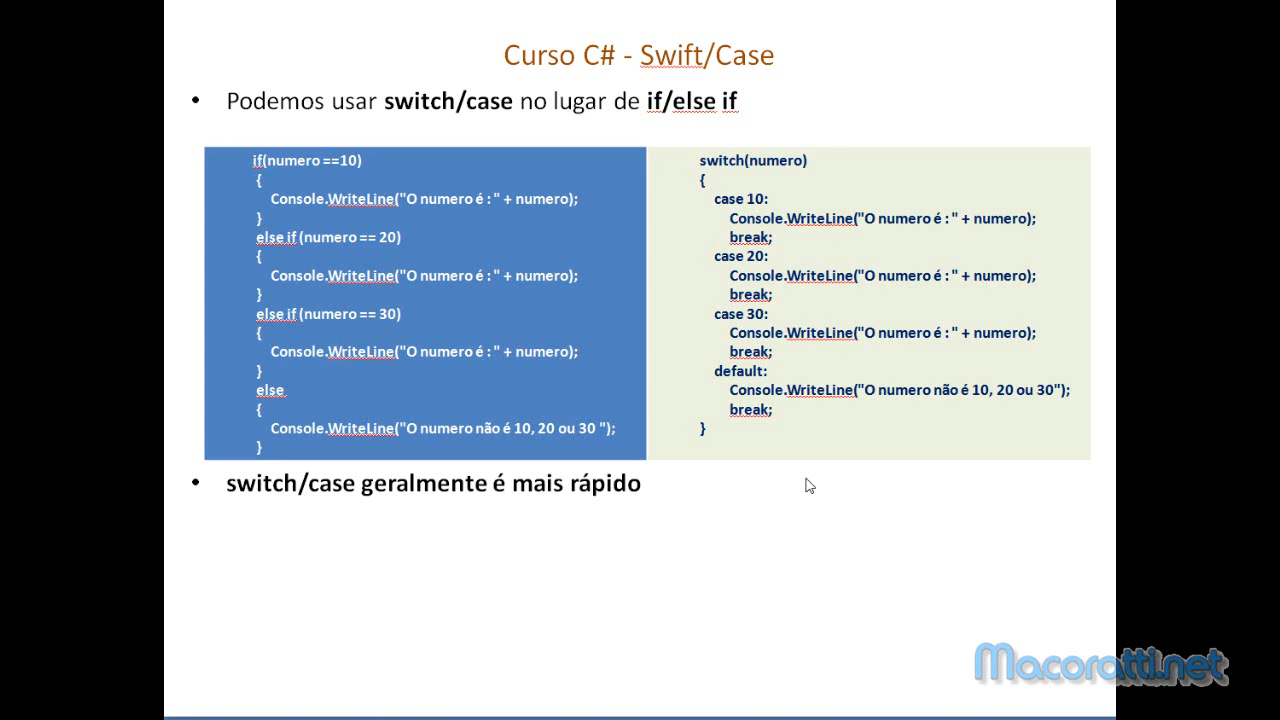 Curso C# - Swift/Case
• Podemos usar switch/case no lugar de if/else if
if(numero ==10)
{
Console.WriteLine("O numero é : " + numero);
}
else if (numero == 20)
{
Console.WriteLine("O numero é : " + numero);
}
else if (numero == 30)
{
Console.WriteLine("O numero é : " + numero);
}
else
{
Console.WriteLine("O numero não é 10, 20 ou 30 ");
}
switch(numero)
{
case 10:
Console.WriteLine("O numero é : " + numero);
break;
case 20:
Console.WriteLine("O numero é : " + numero);
break;
case 30:
Console.WriteLine("O numero é : " + numero);
break;
default:
Console.WriteLine("O numero não é 10, 20 ou 30");
break;
}
• switch/case geralmente é mais rápido
Macoratti.net